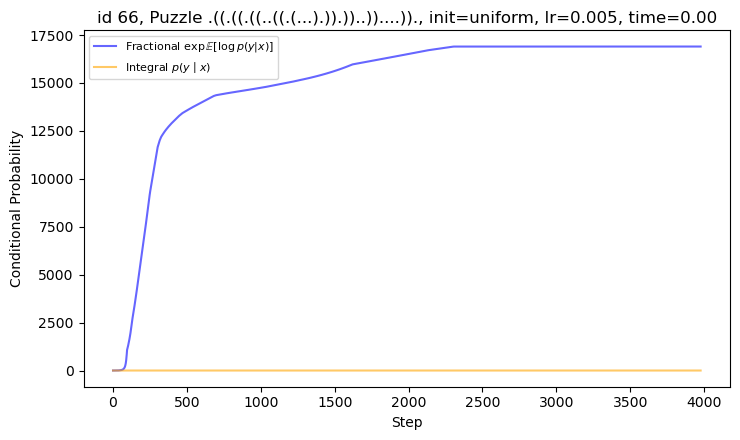 id 66, Puzzle .((.((.((..((.(...).)).))..))....))., init=uniform, lr=0.005, time=0.00
Fractional exp𝔼[log p(y|x)]
Integral p(y | x)
Conditional Probability
17500
15000
12500
10000
7500
5000
2500
0
0 500 1000 1500 2000 2500 3000 3500 4000
Step